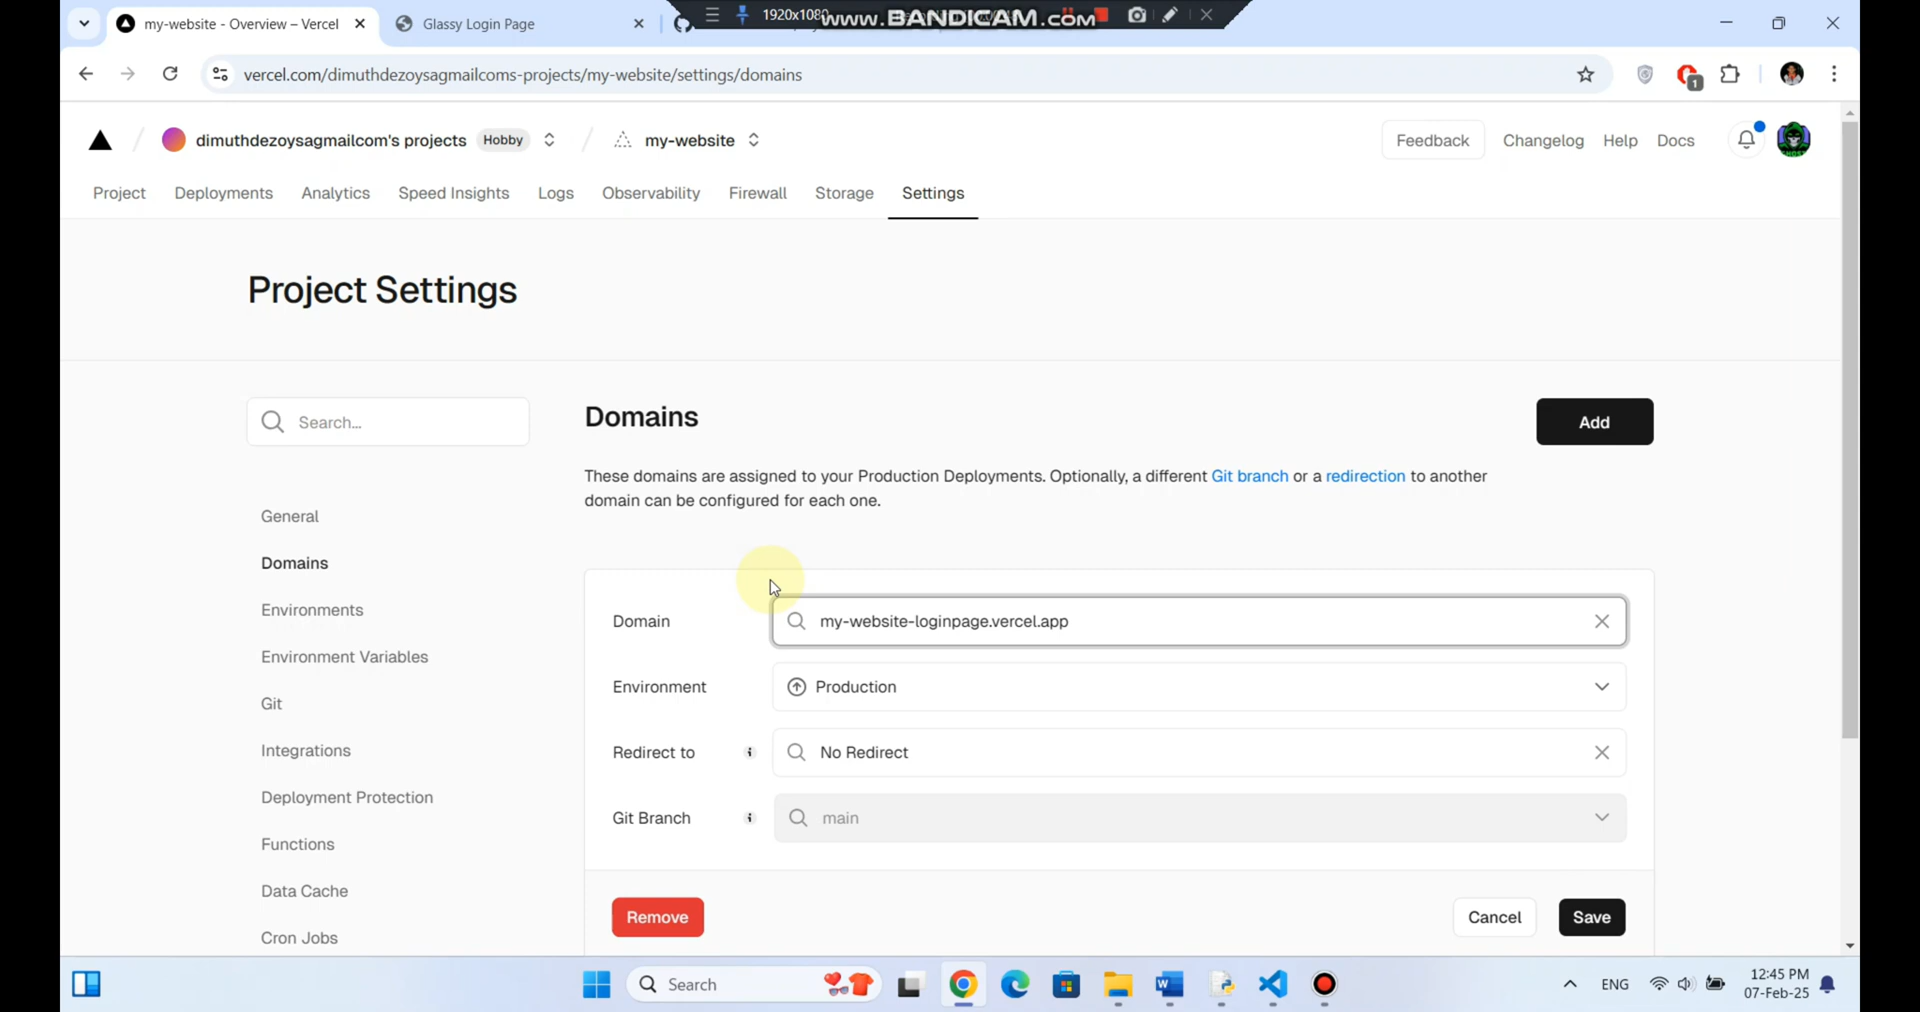 my-website - Overview – Vercel
Glassy Login Page
1920x1080
www.BANDICAM.com
vercel.com/dimuthdezoysagmailcoms-projects/my-website/settings/domains
1
dimuthdezoysagmailcom's projects Hobby / my-website
Feedback Changelog Help Docs
Project Deployments Analytics Speed Insights Logs Observability Firewall Storage Settings
Project Settings
Search...
Domains
Add
These domains are assigned to your Production Deployments. Optionally, a different Git branch or a redirection to another
domain can be configured for each one.
General
Domains
Environments
Environment Variables
Git
Integrations
Deployment Protection
Functions
Data Cache
Cron Jobs
Domain my-website-loginpage.vercel.app
Environment Production
Redirect to No Redirect
Git Branch main
Remove Cancel Save
Search
ENG
12:45 PM
07-Feb-25